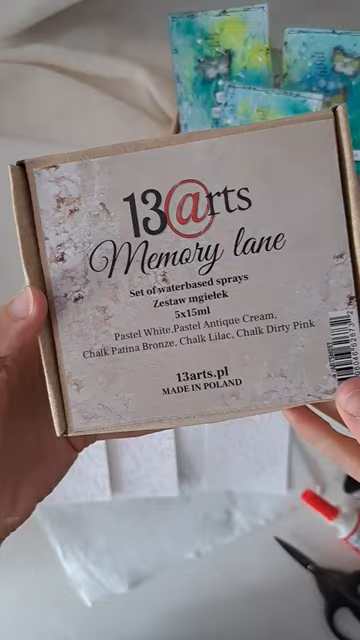 13@rts
Memory lane
Set of waterbased sprays
Zestaw mgiełek
5x15ml
Pastel White,Pastel Antique Cream,
Chalk Patina Bronze, Chalk Lilac, Chalk Dirty Pink
13arts.pl
MADE IN POLAND